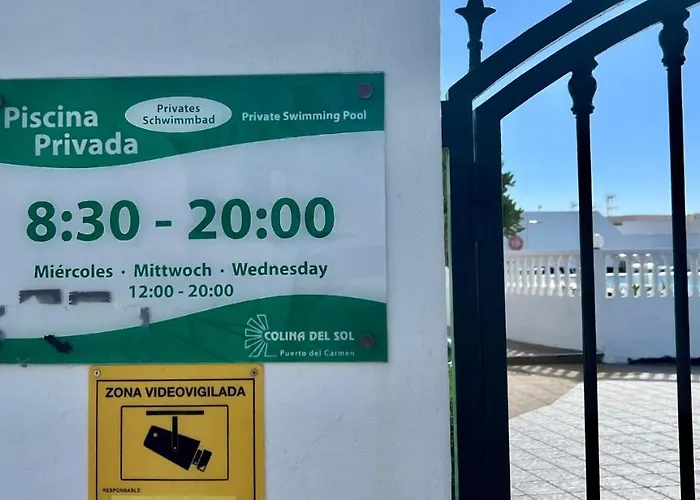 Piscina
Privada
Privates
Schwimmbad
Private Swimming Pool
8:30 - 20:00
Miércoles · Mittwoch · Wednesday
12:00 - 20:00
COLINA DEL SOL
Puerto del Carmen
ZONA VIDEOVIGILADA
RESPONSABLE: